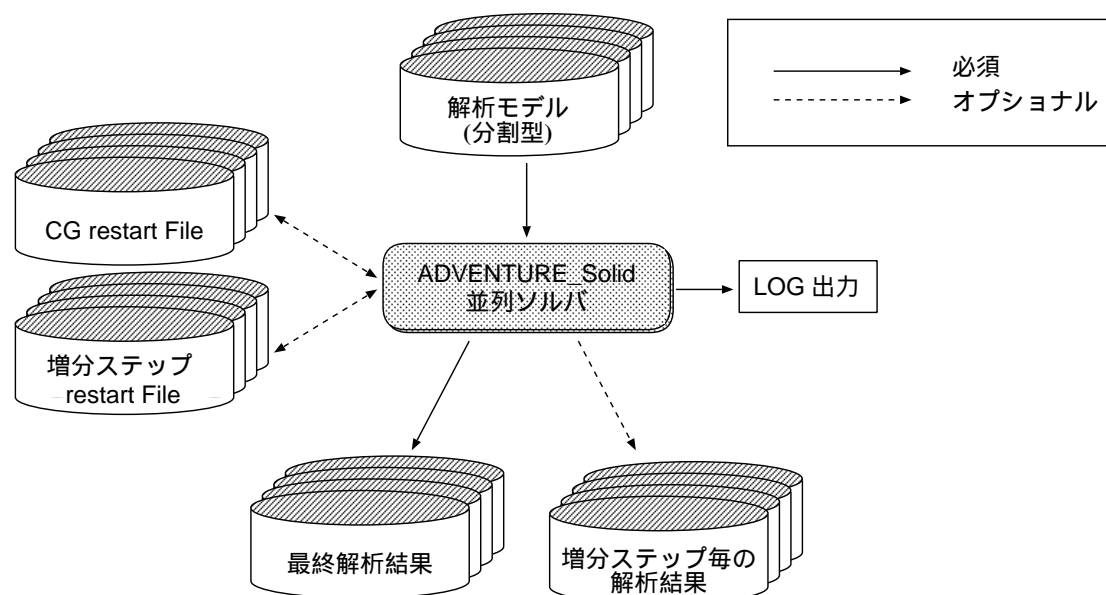 解析モデル
(分割型)
必須
オプショナル
CG restart File
増分ステップ
restart File
ADVENTURE_Solid
並列ソルバ
LOG 出力
最終解析結果
増分ステップ毎の
解析結果